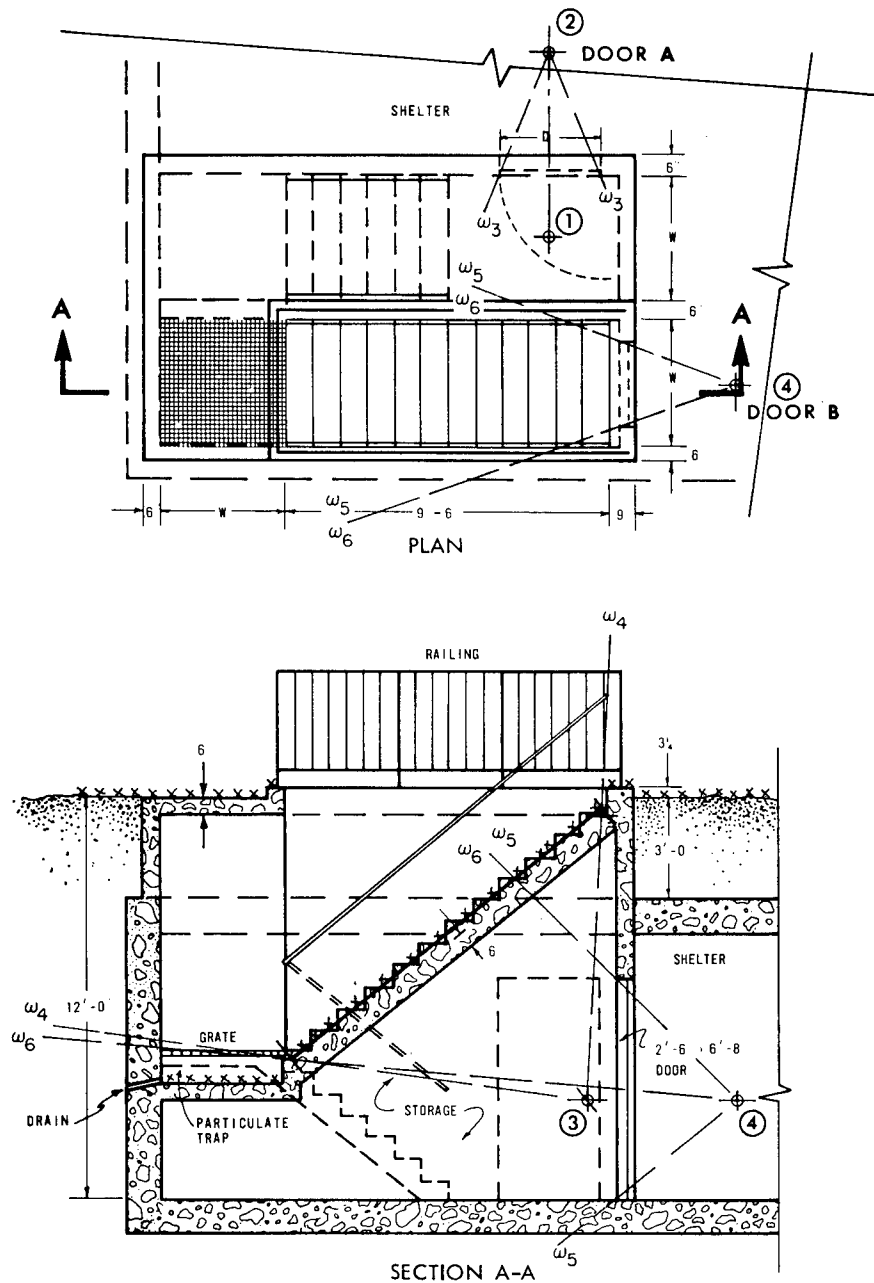 2
DOOR A
SHELTER
D
6
ω3
ω3
1
W
ω5
ω6
6
A
A
W
4
DOOR B
6
ω5
ω6
6
W
9 - 6
9
PLAN
ω4
RAILING
6
3'-0
ω5
ω6
6
SHELTER
ω4
ω6
12'-0
GRATE
2'-6
6'-8
DOOR
DRAIN
PARTICULATE
TRAP
STORAGE
3
4
ω5
SECTION A-A